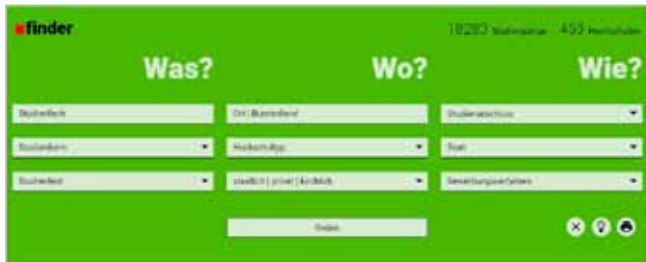 finder
18283 Studiengänge 455 Hochschulen
Was? Wo? Wie?
Studienfach Ort | Bundesland Studienabschluss
Studienform Hochschultyp Start
Studienfeld staatlich | privat | kirchlich Bewerbungsverfahren
finden